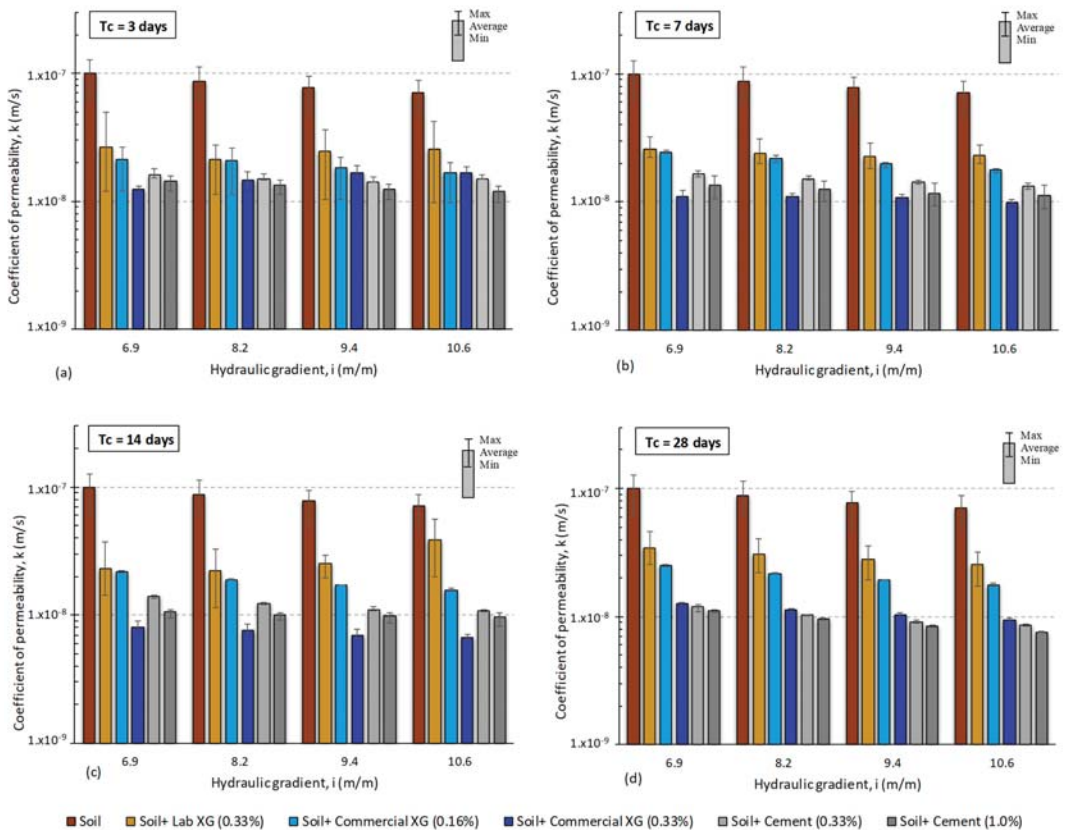 Tc = 3 days
Max
Average
Min
Coefficient of permeability, k (m/s)
1.x10-7
1.x10-8
1.x10-9
6.9 8.2 9.4 10.6
Hydraulic gradient, i (m/m)
(a)
Tc = 7 days
Max
Average
Min
Coefficient of permeability, k (m/s)
1.x10-7
1.x10-8
1.x10-9
6.9 8.2 9.4 10.6
Hydraulic gradient, i (m/m)
(b)
Tc = 14 days
Max
Average
Min
Coefficient of permeability, k (m/s)
1.x10-7
1.x10-8
1.x10-9
6.9 8.2 9.4 10.6
Hydraulic gradient, i (m/m)
(c)
Tc = 28 days
Max
Average
Min
Coefficient of permeability, k (m/s)
1.x10-7
1.x10-8
1.x10-9
6.9 8.2 9.4 10.6
Hydraulic gradient, i (m/m)
(d)
Soil Soil+ Lab XG (0.33%) Soil+ Commercial XG (0.16%) Soil+ Commercial XG (0.33%) Soil+ Cement (0.33%) Soil+ Cement (1.0%)